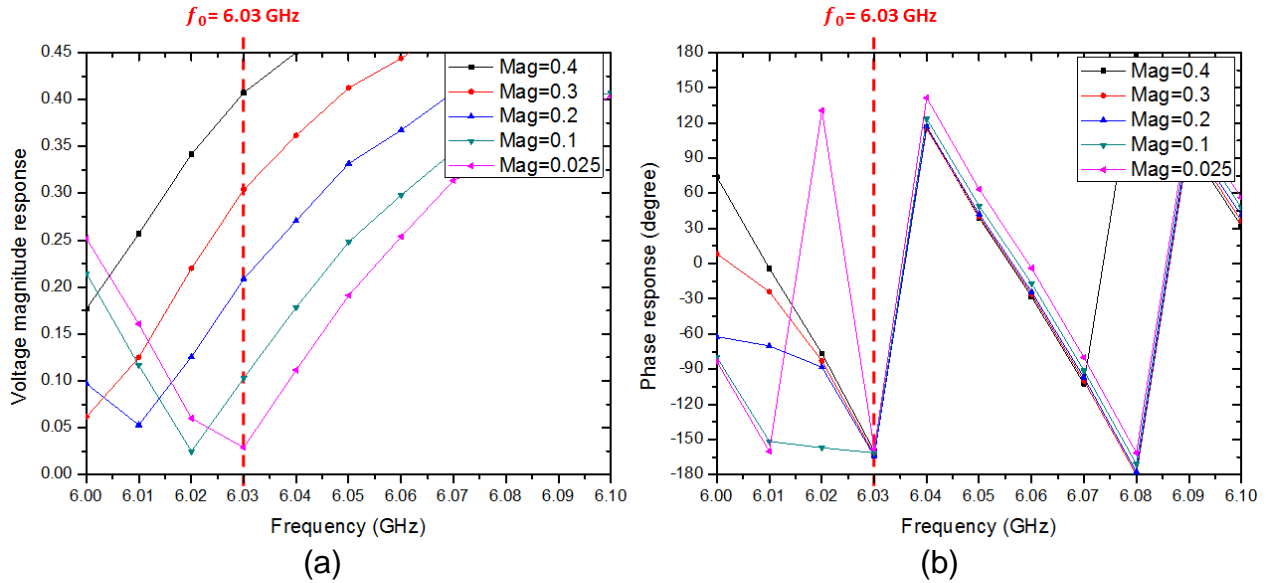 f₀= 6.03 GHz
Voltage magnitude response
0.45
0.40
0.35
0.30
0.25
0.20
0.15
0.10
0.05
0.00
Mag=0.4
Mag=0.3
Mag=0.2
Mag=0.1
Mag=0.025
6.00 6.01 6.02 6.03 6.04 6.05 6.06 6.07 6.08 6.09 6.10
Frequency (GHz)
(a)
f₀= 6.03 GHz
Phase response (degree)
180
150
120
90
60
30
0
-30
-60
-90
-120
-150
-180
Mag=0.4
Mag=0.3
Mag=0.2
Mag=0.1
Mag=0.025
6.00 6.01 6.02 6.03 6.04 6.05 6.06 6.07 6.08 6.09 6.10
Frequency (GHz)
(b)